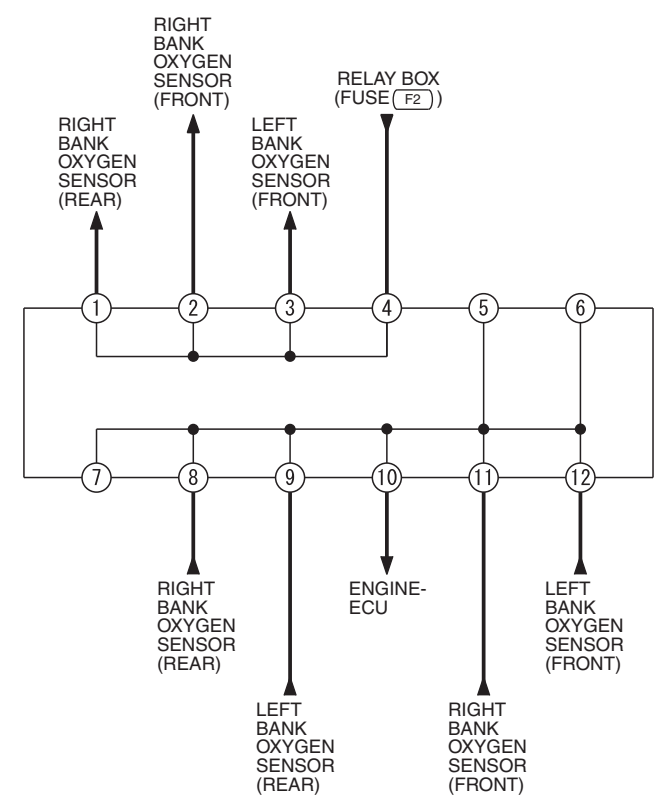 RIGHT
BANK
OXYGEN
SENSOR
(FRONT)
RELAY BOX
(FUSE F2 )
RIGHT
BANK
OXYGEN
SENSOR
(REAR)
LEFT
BANK
OXYGEN
SENSOR
(FRONT)
1 2 3 4 5 6
7 8 9 10 11 12
RIGHT
BANK
OXYGEN
SENSOR
(REAR)
ENGINE-
ECU
LEFT
BANK
OXYGEN
SENSOR
(FRONT)
LEFT
BANK
OXYGEN
SENSOR
(REAR)
RIGHT
BANK
OXYGEN
SENSOR
(FRONT)